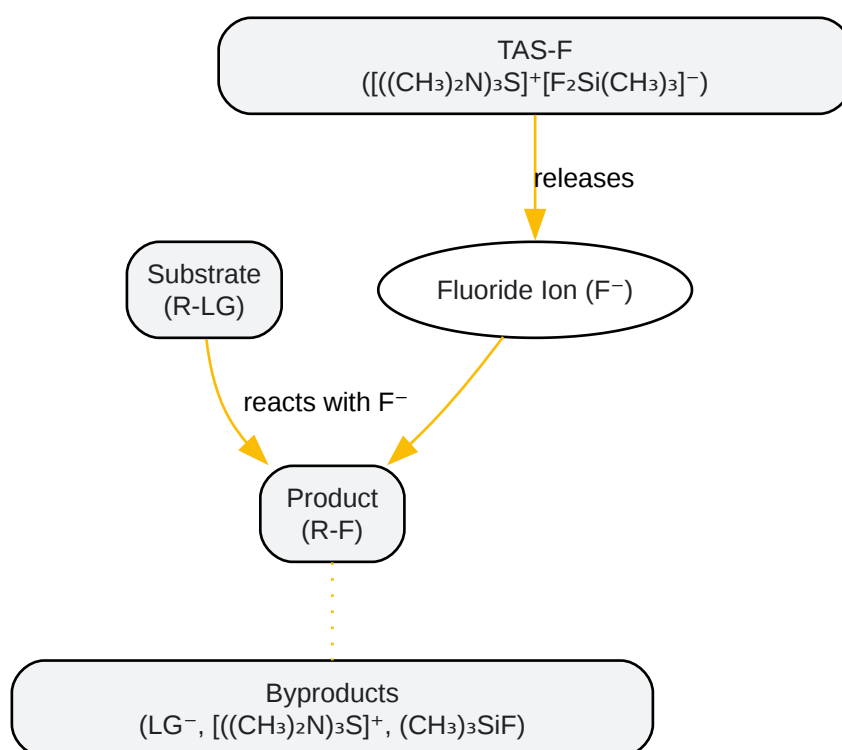 TAS-F
([((CH₃)₂N)₃S]⁺[F₂Si(CH₃)₃]⁻)
releases
Substrate
(R-LG)
Fluoride Ion (F⁻)
reacts with F⁻
Product
(R-F)
Byproducts
(LG⁻, [((CH₃)₂N)₃S]⁺, (CH₃)₃SiF)